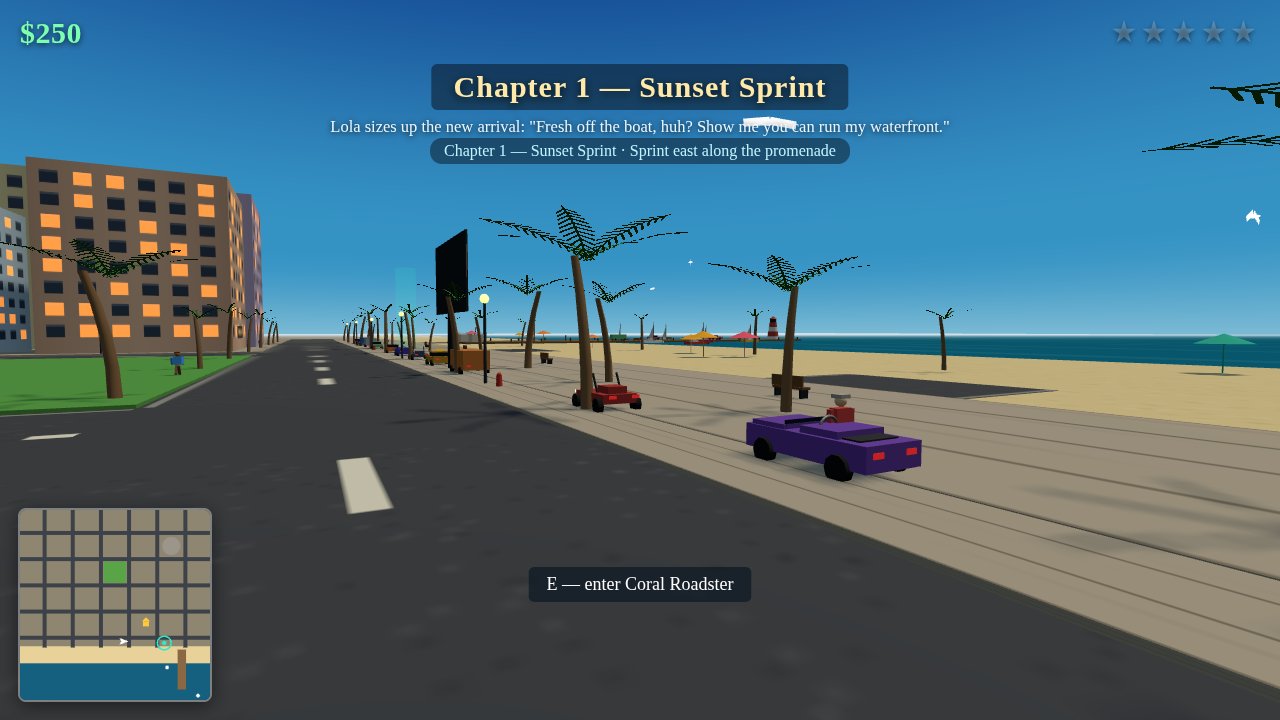 $250
★★★★★
Chapter 1 — Sunset Sprint
Lola sizes up the new arrival: "Fresh off the boat, huh? Show me you can run my waterfront."
Chapter 1 — Sunset Sprint · Sprint east along the promenade
E — enter Coral Roadster